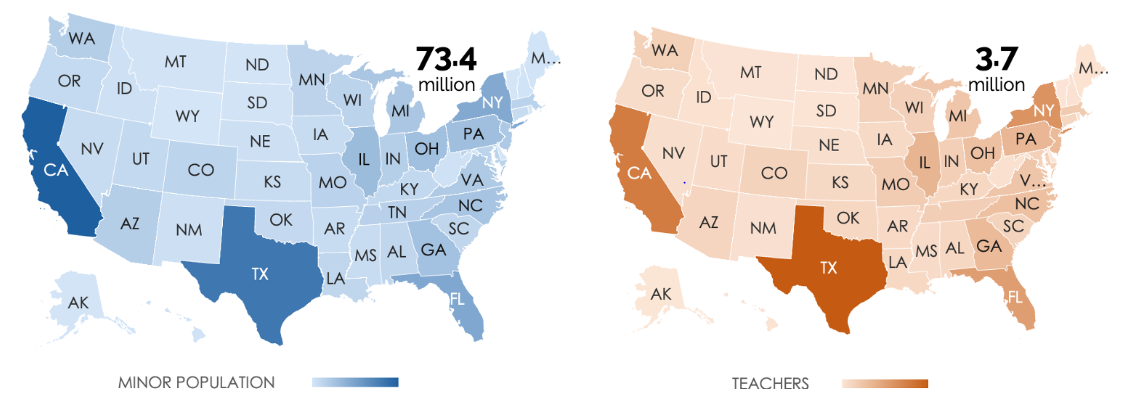 WA
MT
ND
MN
M...
OR
ID
SD
WI
MI
NY
WY
IA
PA
NE
NV
UT
CO
IL
IN
OH
CA
KS
MO
KY
VA
NC
TN
AZ
NM
OK
AR
SC
MS
AL
GA
TX
LA
AK
FL
73.4
million
MINOR POPULATION
WA
MT
ND
MN
M...
OR
ID
SD
WI
MI
NY
WY
IA
PA
NE
NV
UT
CO
IL
IN
OH
CA
KS
MO
KY
V...
NC
AZ
NM
OK
AR
SC
MS
AL
GA
TX
LA
AK
FL
3.7
million
TEACHERS